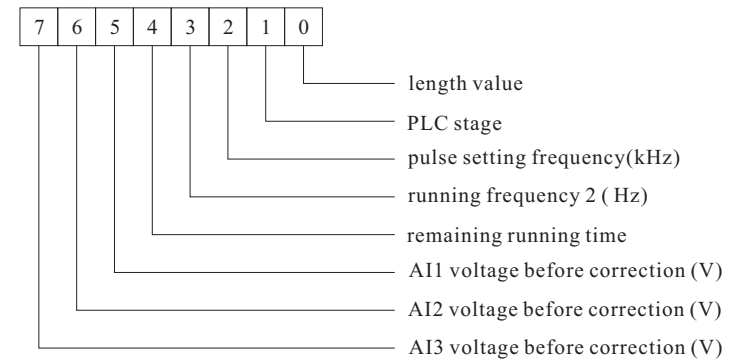 7 6 5 4 3 2 1 0
length value
PLC stage
pulse setting frequency(kHz)
running frequency 2 ( Hz)
remaining running time
AI1 voltage before correction (V)
AI2 voltage before correction (V)
AI3 voltage before correction (V)